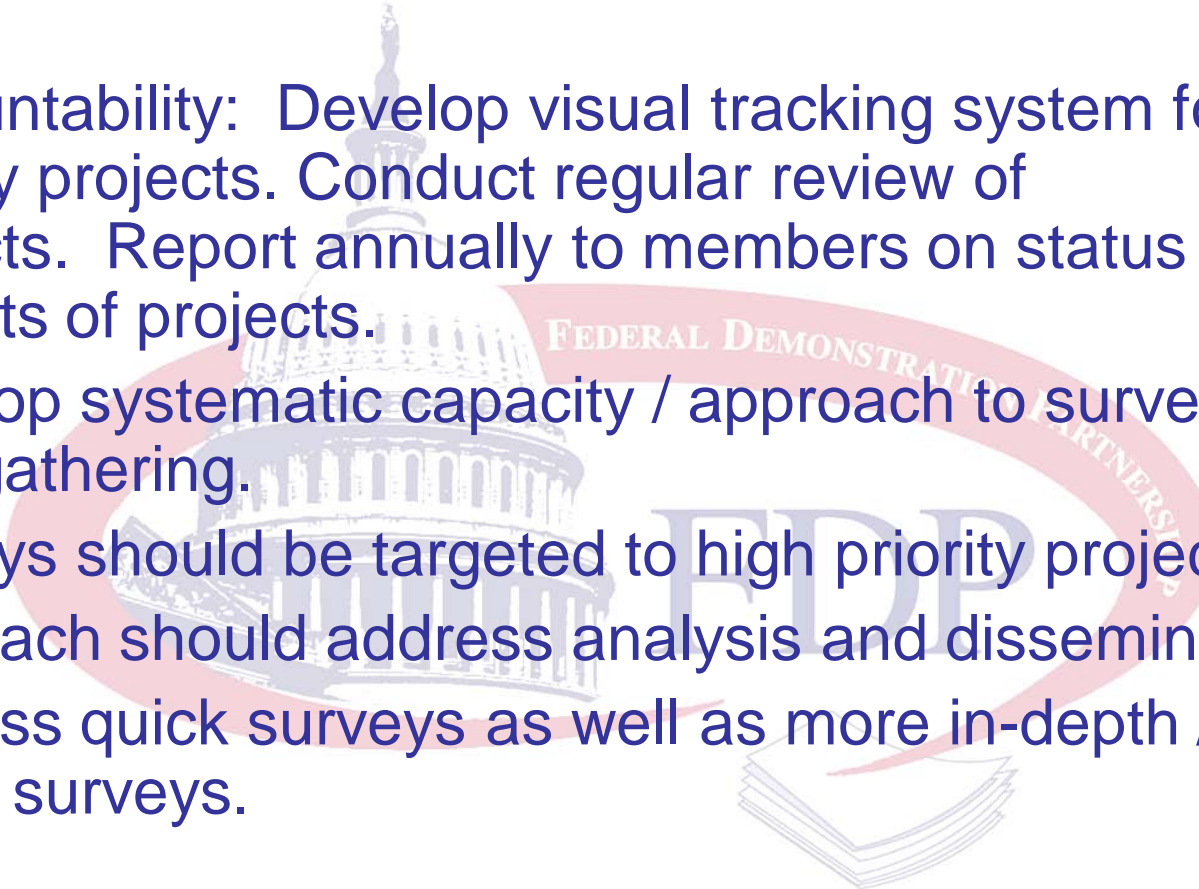 untability:  Develop visual tracking system fo
y projects. Conduct regular review of
cts.  Report annually to members on status
ts of projects.
op systematic capacity / approach to surve
gathering.
ys should be targeted to high priority projec
ach should address analysis and dissemin
ss quick surveys as well as more in-depth /
surveys.
FEDERAL DEMONSTRATION PARTNERSHIP
FDP